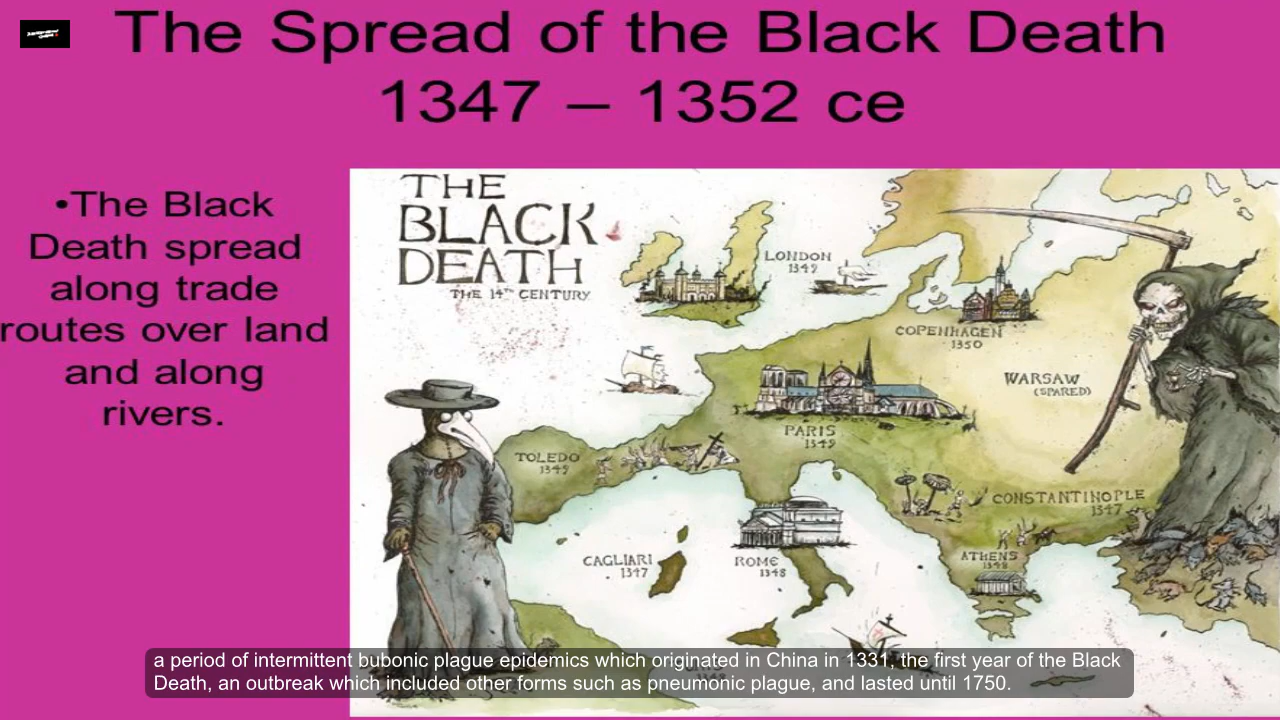 The Spread of the Black Death
1347 – 1352 ce
•The Black
Death spread
along trade
routes over land
and along
rivers.
THE
BLACK
DEATH
THE 14TH CENTURY
LONDON
1349
COPENHAGEN
1350
WARSAW
(SPARED)
PARIS
1349
TOLEDO
1349
CONSTANTINOPLE
1347
CAGLIARI
1347
ROME
1348
ATHENS
1348
a period of intermittent bubonic plague epidemics which originated in China in 1331, the first year of the Black
Death, an outbreak which included other forms such as pneumonic plague, and lasted until 1750.